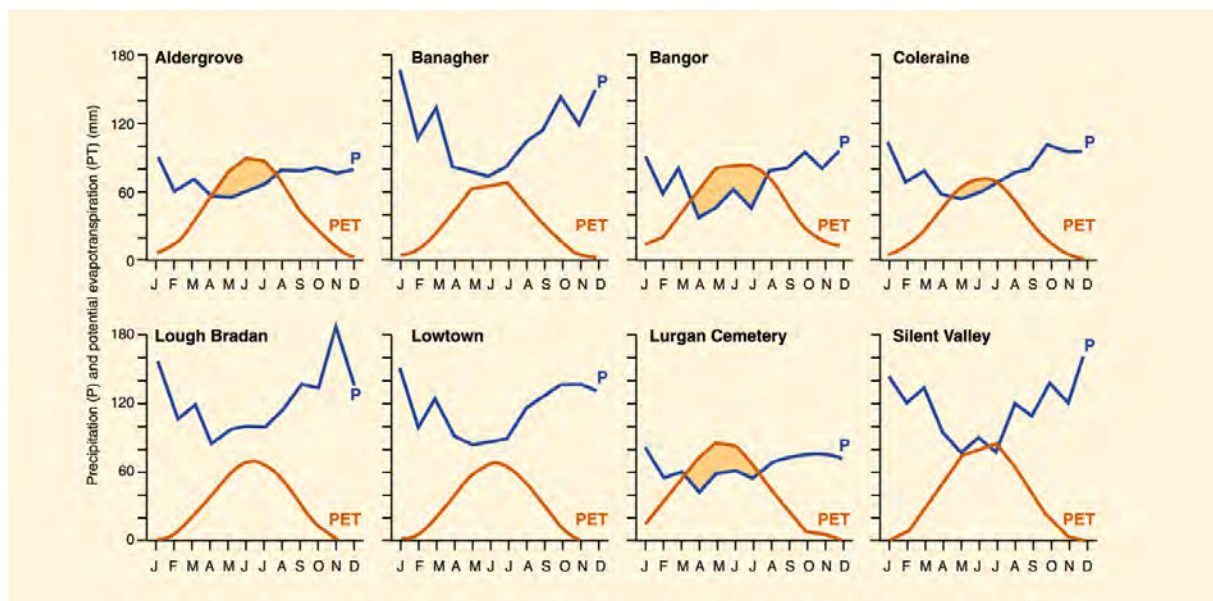 Precipitation (P) and potential evapotranspiration (PT) (mm)
Aldergrove
180
120
60
0
P
PET
J F M A M J J A S O N D
Banagher
P
PET
J F M A M J J A S O N D
Bangor
P
PET
J F M A M J J A S O N D
Coleraine
P
PET
J F M A M J J A S O N D
Lough Bradan
180
120
60
0
P
PET
J F M A M J J A S O N D
Lowtown
P
PET
J F M A M J J A S O N D
Lurgan Cemetery
P
PET
J F M A M J J A S O N D
Silent Valley
P
PET
J F M A M J J A S O N D